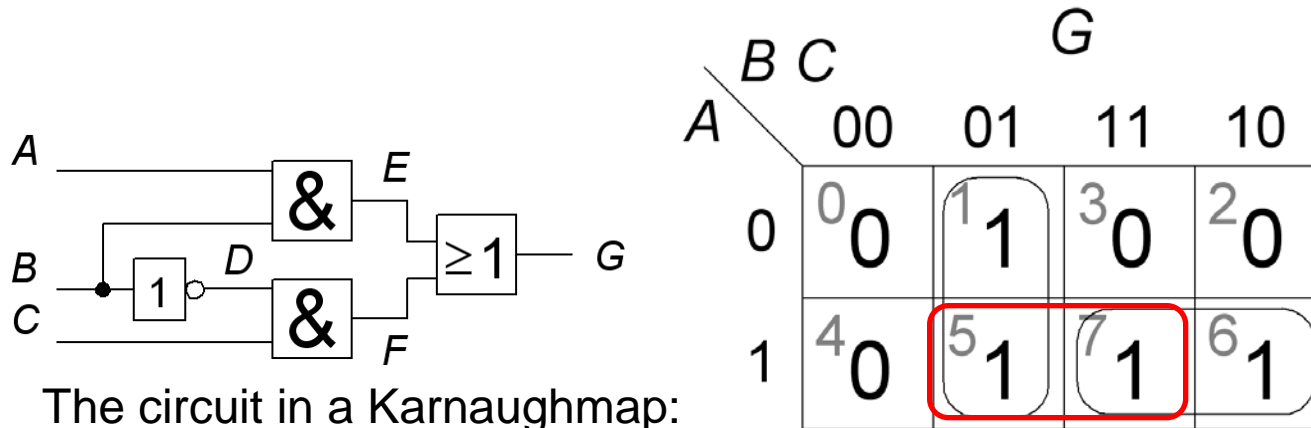 A
B
C
&
E
1
D
&
F
≥1
G
The circuit in a Karnaughmap:
G
B C
A
00 01 11 10
0 0 0 1 1 3 0 2 0
1 4 0 5 1 7 1 6 1